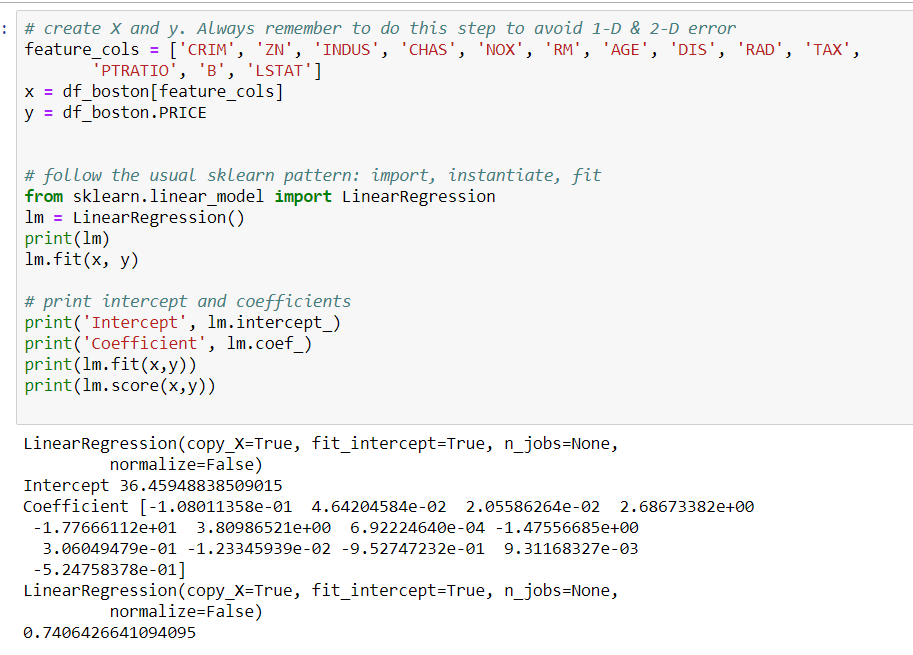 :
# create X and y. Always remember to do this step to avoid 1-D & 2-D error
feature_cols = ['CRIM', 'ZN', 'INDUS', 'CHAS', 'NOX', 'RM', 'AGE', 'DIS', 'RAD', 'TAX',
'PTRATIO', 'B', 'LSTAT']
x = df_boston[feature_cols]
y = df_boston.PRICE
# follow the usual sklearn pattern: import, instantiate, fit
from sklearn.linear_model import LinearRegression
lm = LinearRegression()
print(lm)
lm.fit(x, y)
# print intercept and coefficients
print('Intercept', lm.intercept_)
print('Coefficient', lm.coef_)
print(lm.fit(x,y))
print(lm.score(x,y))
LinearRegression(copy_X=True, fit_intercept=True, n_jobs=None,
normalize=False)
Intercept 36.45948838509015
Coefficient [-1.08011358e-01 4.64204584e-02 2.05586264e-02 2.68673382e+00
-1.77666112e+01 3.80986521e+00 6.92224640e-04 -1.47556685e+00
3.06049479e-01 -1.23345939e-02 -9.52747232e-01 9.31168327e-03
-5.24758378e-01]
LinearRegression(copy_X=True, fit_intercept=True, n_jobs=None,
normalize=False)
0.7406426641094095